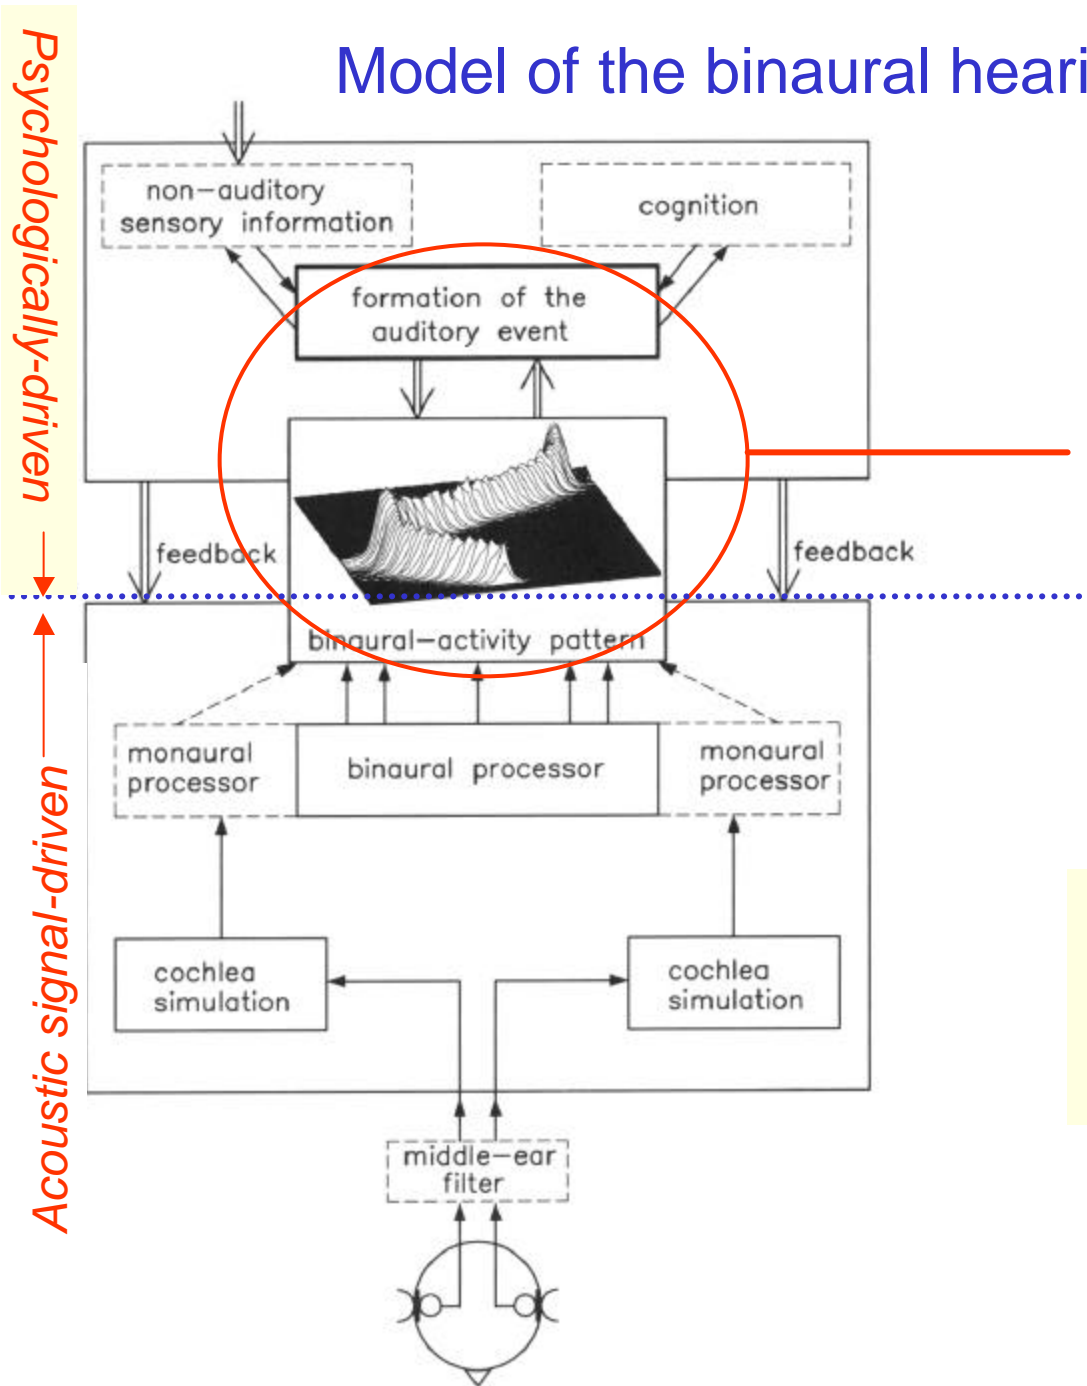 Model of the binaural heari
Psychologically-driven
non-auditory
sensory information
cognition
formation of the
auditory event
feedback
feedback
binaural-activity pattern
monaural
processor
binaural processor
monaural
processor
Acoustic signal-driven
cochlea
simulation
cochlea
simulation
middle-ear
filter